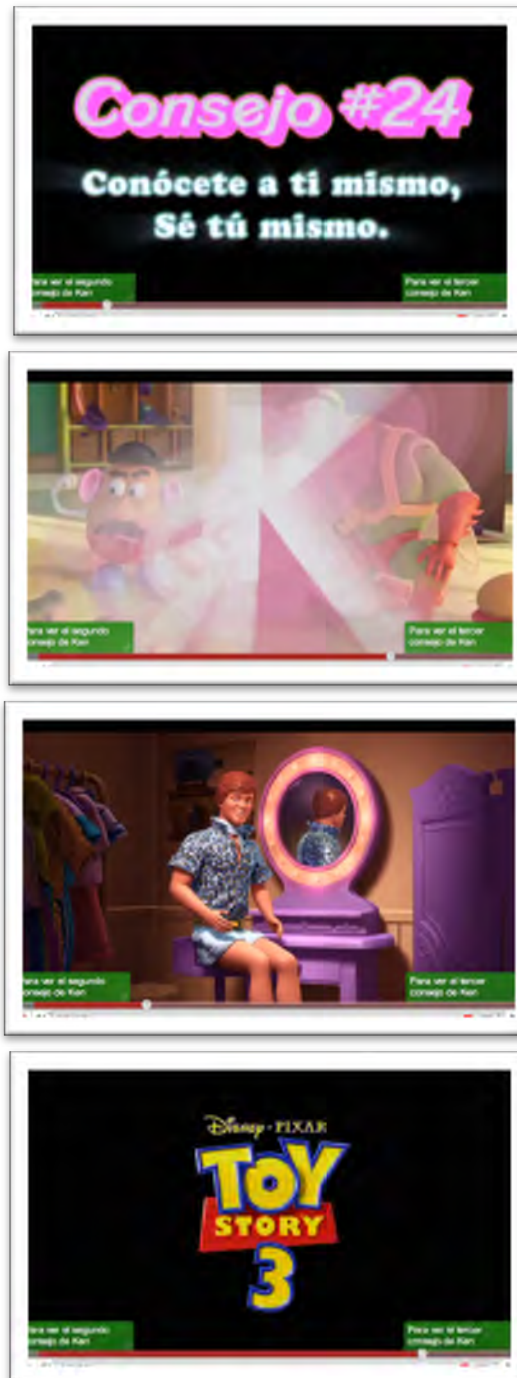 Consejo #24
Conócete a ti mismo,
Sé tú mismo.
Para ver el segundo
consejo de Ken
Para ver el tercer
consejo de Ken
Para ver el segundo
consejo de Ken
Para ver el tercer
consejo de Ken
Para ver el segundo
consejo de Ken
Para ver el tercer
consejo de Ken
Disney · PIXAR
TOY
STORY
3
Para ver el segundo
consejo de Ken
Para ver el tercer
consejo de Ken